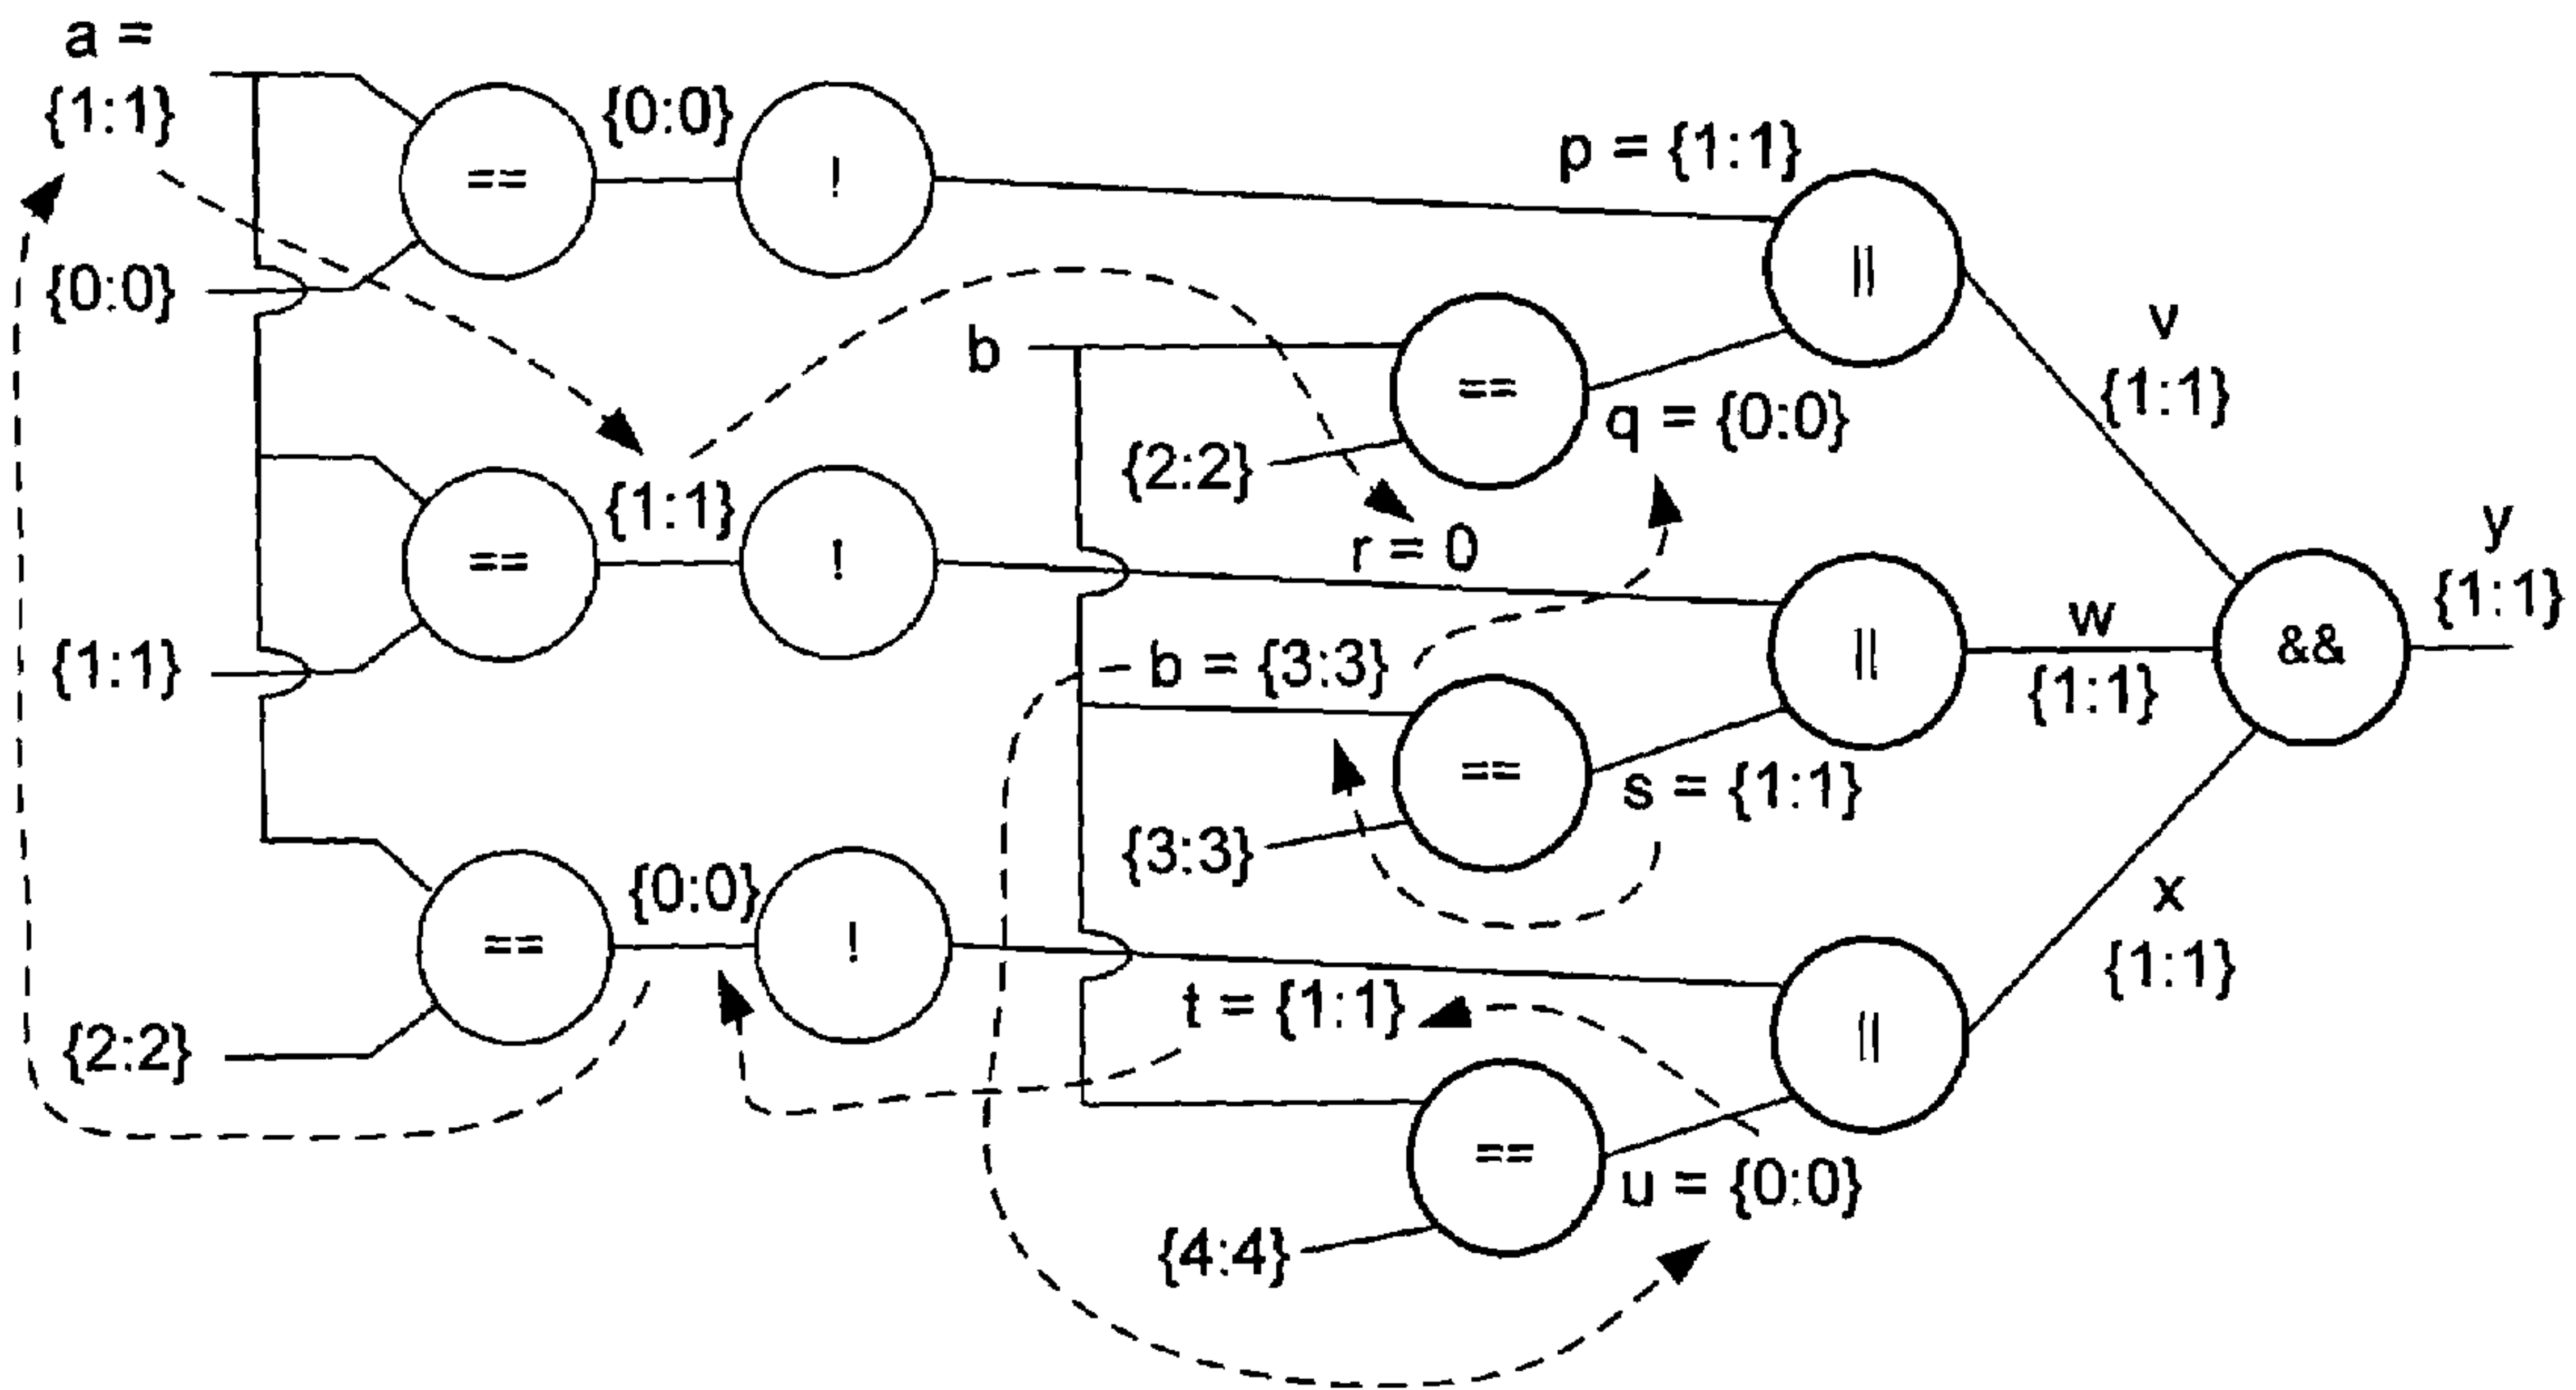 a =
{1:1}
{0:0}
==
{0:0}
!
p = {1:1}
||
b
==
{2:2}
q = {0:0}
v
{1:1}
{1:1}
==
{1:1}
!
r = 0
||
w
{1:1}
&&
y
{1:1}
b = {3:3}
==
{3:3}
s = {1:1}
x
{1:1}
{2:2}
==
{0:0}
!
t = {1:1}
||
==
{4:4}
u = {0:0}